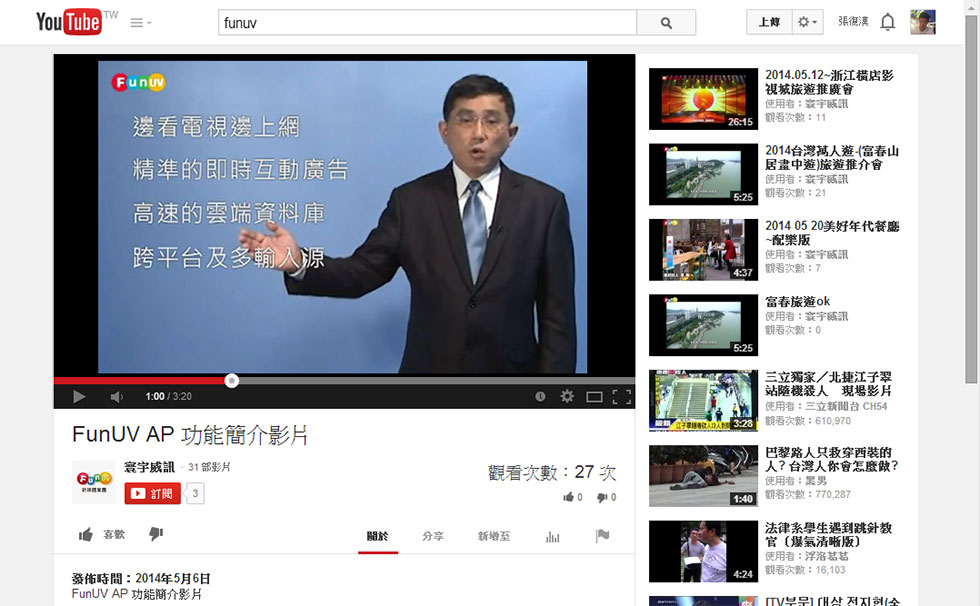 YouTube TW
funuv
上傳
張復漢
FunUV
邊看電視邊上網
精準的即時互動廣告
高速的雲端資料庫
跨平台及多輸入源
1:00 / 3:20
FunUV AP 功能簡介影片
FunUV
寰宇威訊 · 31 部影片
訂閱 3
觀看次數：27 次
0 0
喜歡
關於 分享 新增至
發佈時間：2014年5月6日
FunUV AP 功能簡介影片
26:15
2014.05.12~浙江橫店影
視城旅遊推廣會
使用者：寰宇威訊
觀看次數：11
5:25
2014台灣萬人遊-(富春山
居畫中遊)旅遊推介會
使用者：寰宇威訊
觀看次數：21
4:37
2014 05 20美好年代餐廳
~配樂版
使用者：寰宇威訊
觀看次數：7
5:25
富春旅遊ok
使用者：寰宇威訊
觀看次數：0
3:28
三立獨家／北捷江子翠
站隨機殺人　現場影片
使用者：三立新聞台 CH54
觀看次數：610,970
1:40
巴黎路人只救穿西裝的
人？台灣人你會怎麼做？
使用者：黑男
觀看次數：770,287
4:24
法律系學生遇到跳針教
官〔爆氣清晰版〕
使用者：浮洛葛葛
觀看次數：16,103